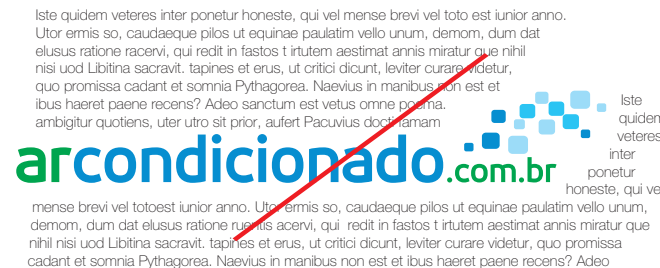 Iste quidem veteres inter ponetur honeste, qui vel mense brevi vel toto est iunior anno.
Utor ermis so, caudaeque pilos ut equinae paulatim vello unum, demom, dum dat
elusus ratione racervi, qui redit in fastos t irtutem aestimat annis miratur que nihil
nisi uod Libitina sacravit. tapines et erus, ut critici dicunt, leviter curare videtur,
quo promissa cadant et somnia Pythagorea. Naevius in manibus non est et
ibus haeret paene recens? Adeo sanctum est vetus omne poema.
ambigitur quotiens, uter utro sit prior, aufert Pacuvius docti famam
arcondicionado.com.br
Iste
quidem
veteres
inter
ponetur
honeste, qui ve
mense brevi vel totoest iunior anno. Utor ermis so, caudaeque pilos ut equinae paulatim vello unum,
demom, dum dat elusus ratione ruentis acervi, qui redit in fastos t irtutem aestimat annis miratur que
nihil nisi uod Libitina sacravit. tapines et erus, ut critici dicunt, leviter curare videtur, quo promissa
cadant et somnia Pythagorea. Naevius in manibus non est et ibus haeret paene recens? Adeo